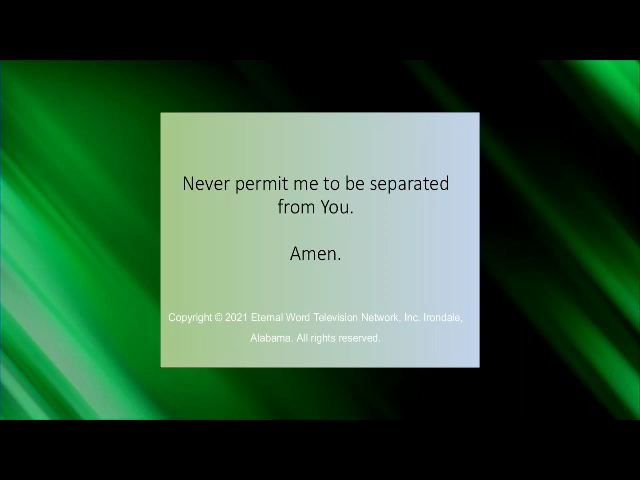 Never permit me to be separated
from You.
Amen.
Copyright © 2021 Eternal Word Television Network, Inc. Irondale,
Alabama. All rights reserved.